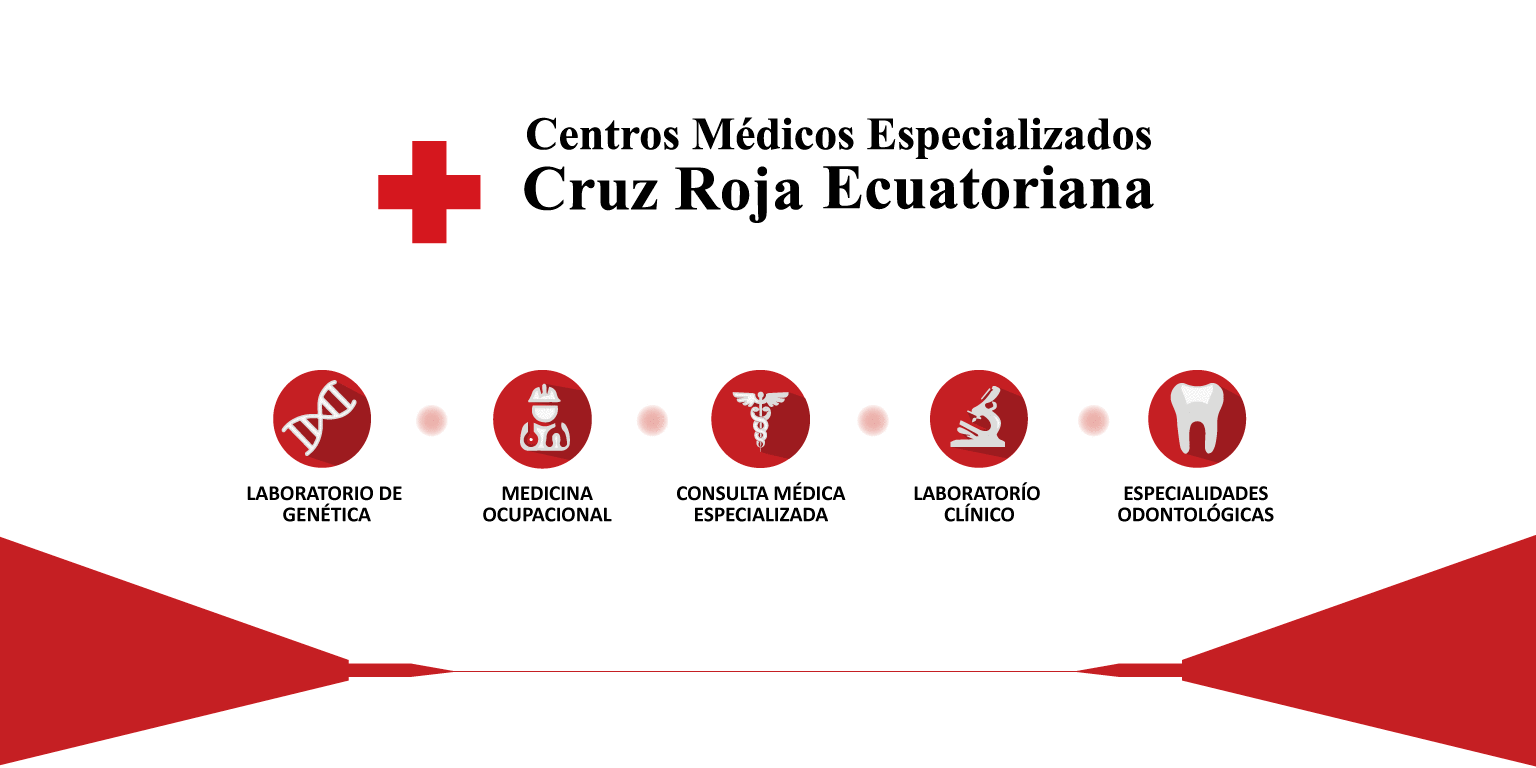 Centros Médicos Especializados
Cruz Roja Ecuatoriana
LABORATORIO DE
GENÉTICA
MEDICINA
OCUPACIONAL
CONSULTA MÉDICA
ESPECIALIZADA
LABORATORÍO
CLÍNICO
ESPECIALIDADES
ODONTOLÓGICAS